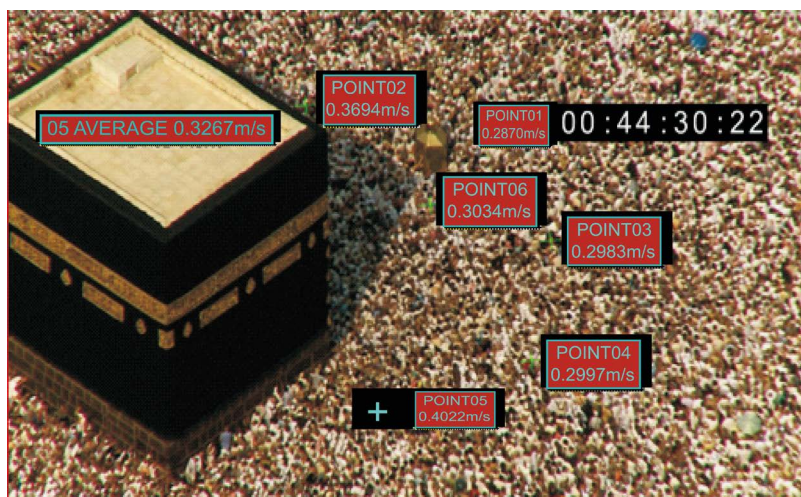 POINT02
0.3694m/s
05 AVERAGE 0.3267m/s
POINT01
0.2870m/s
00:44:30:22
POINT06
0.3034m/s
POINT03
0.2983m/s
POINT04
0.2997m/s
POINT05
0.4022m/s